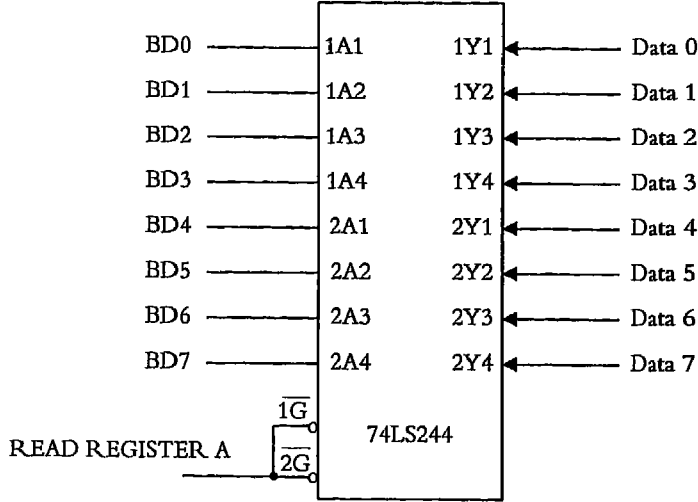 BD0 1A1 1Y1 Data 0
BD1 1A2 1Y2 Data 1
BD2 1A3 1Y3 Data 2
BD3 1A4 1Y4 Data 3
BD4 2A1 2Y1 Data 4
BD5 2A2 2Y2 Data 5
BD6 2A3 2Y3 Data 6
BD7 2A4 2Y4 Data 7
1G
74LS244
READ REGISTER A
2G